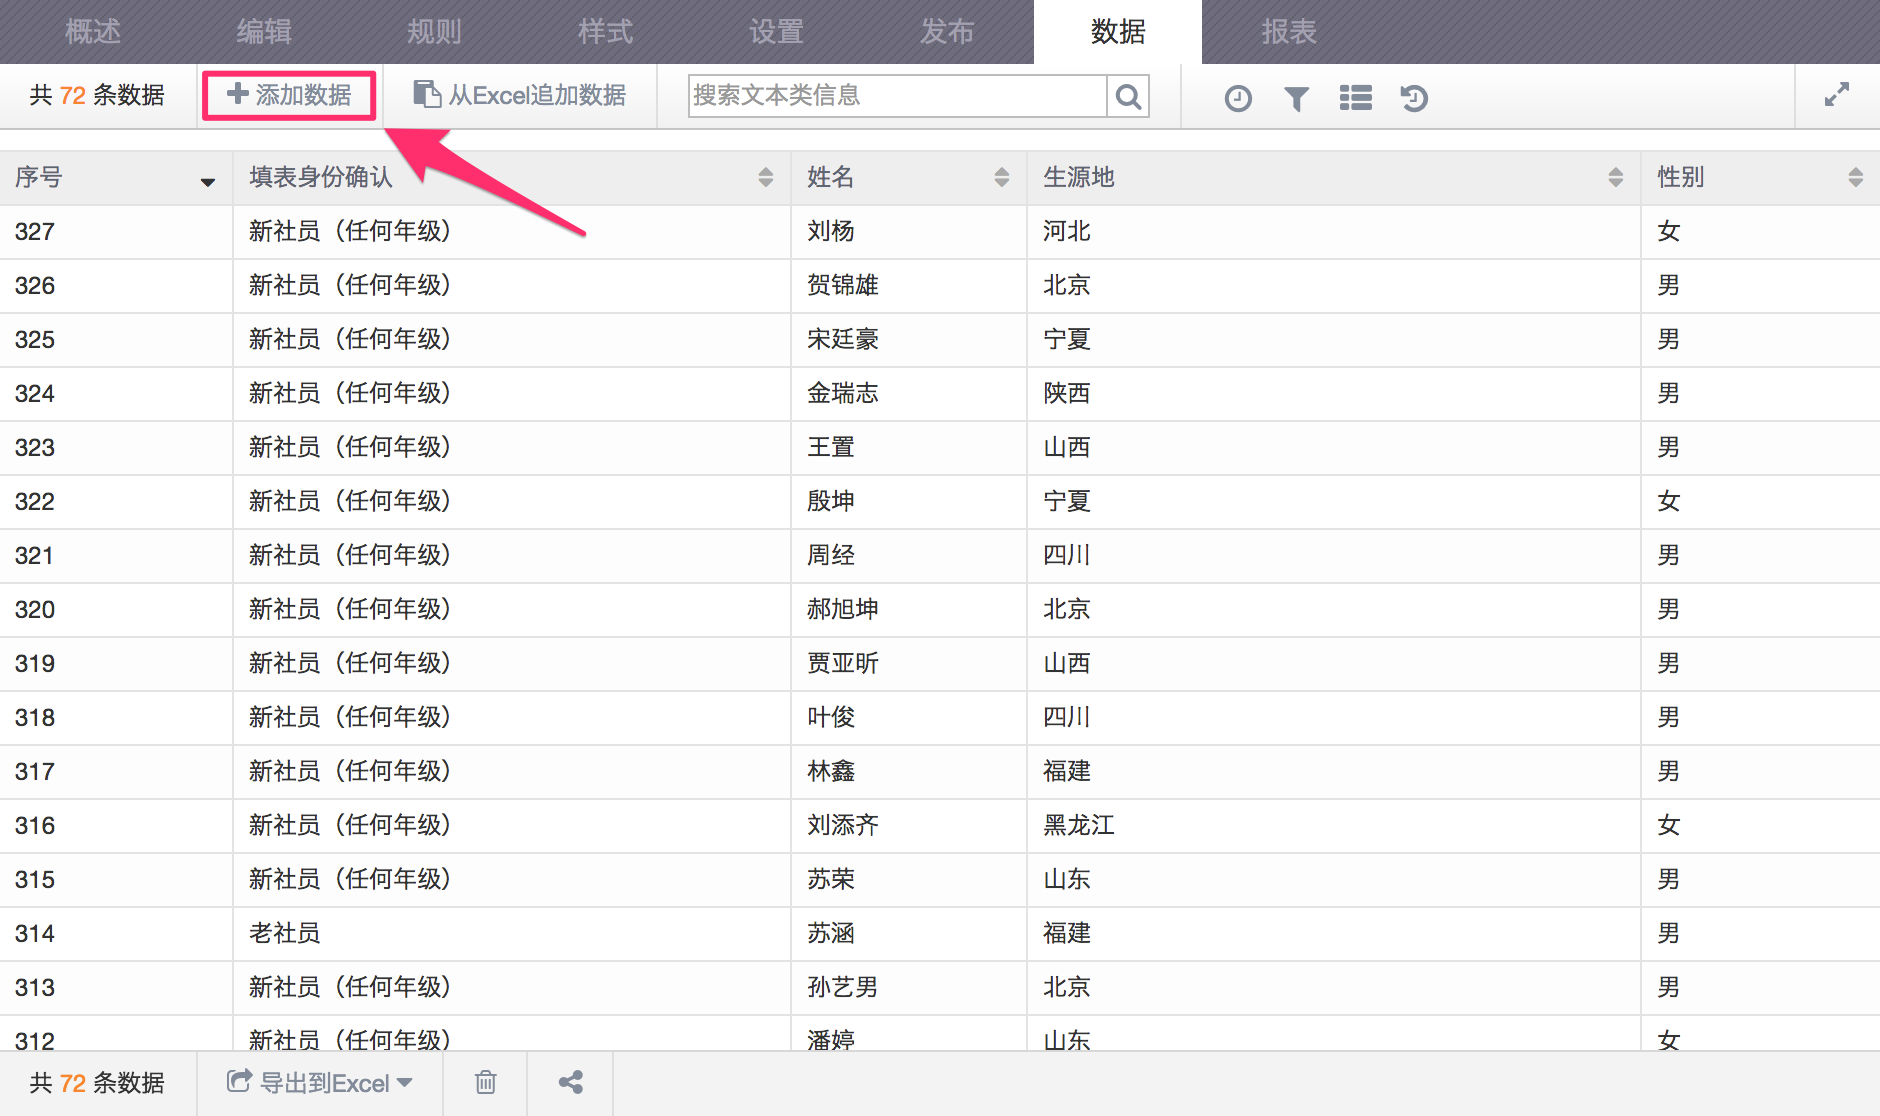 概述 编辑 规则 样式 设置 发布 数据 报表
共 72 条数据 添加数据 从Excel追加数据 搜索文本类信息
序号 填表身份确认 姓名 生源地 性别
327 新社员（任何年级） 刘杨 河北 女
326 新社员（任何年级） 贺锦雄 北京 男
325 新社员（任何年级） 宋廷豪 宁夏 男
324 新社员（任何年级） 金瑞志 陕西 男
323 新社员（任何年级） 王置 山西 男
322 新社员（任何年级） 殷坤 宁夏 女
321 新社员（任何年级） 周经 四川 男
320 新社员（任何年级） 郝旭坤 北京 男
319 新社员（任何年级） 贾亚昕 山西 男
318 新社员（任何年级） 叶俊 四川 男
317 新社员（任何年级） 林鑫 福建 男
316 新社员（任何年级） 刘添齐 黑龙江 女
315 新社员（任何年级） 苏荣 山东 男
314 老社员 苏涵 福建 男
313 新社员（任何年级） 孙艺男 北京 男
312 新社员（任何年级） 潘婷 山东 女
共 72 条数据 导出到Excel